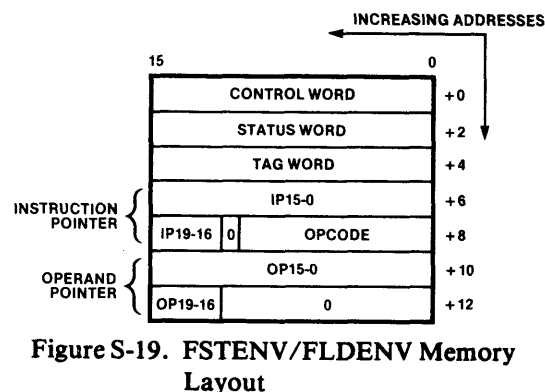 INCREASING ADDRESSES
15 0
CONTROL WORD +0
STATUS WORD +2
TAG WORD +4
INSTRUCTION POINTER
IP15-0 +6
IP19-16 0 OPCODE +8
OPERAND POINTER
OP15-0 +10
OP19-16 0 +12
Figure S-19. FSTENV/FLDENV Memory
Layout